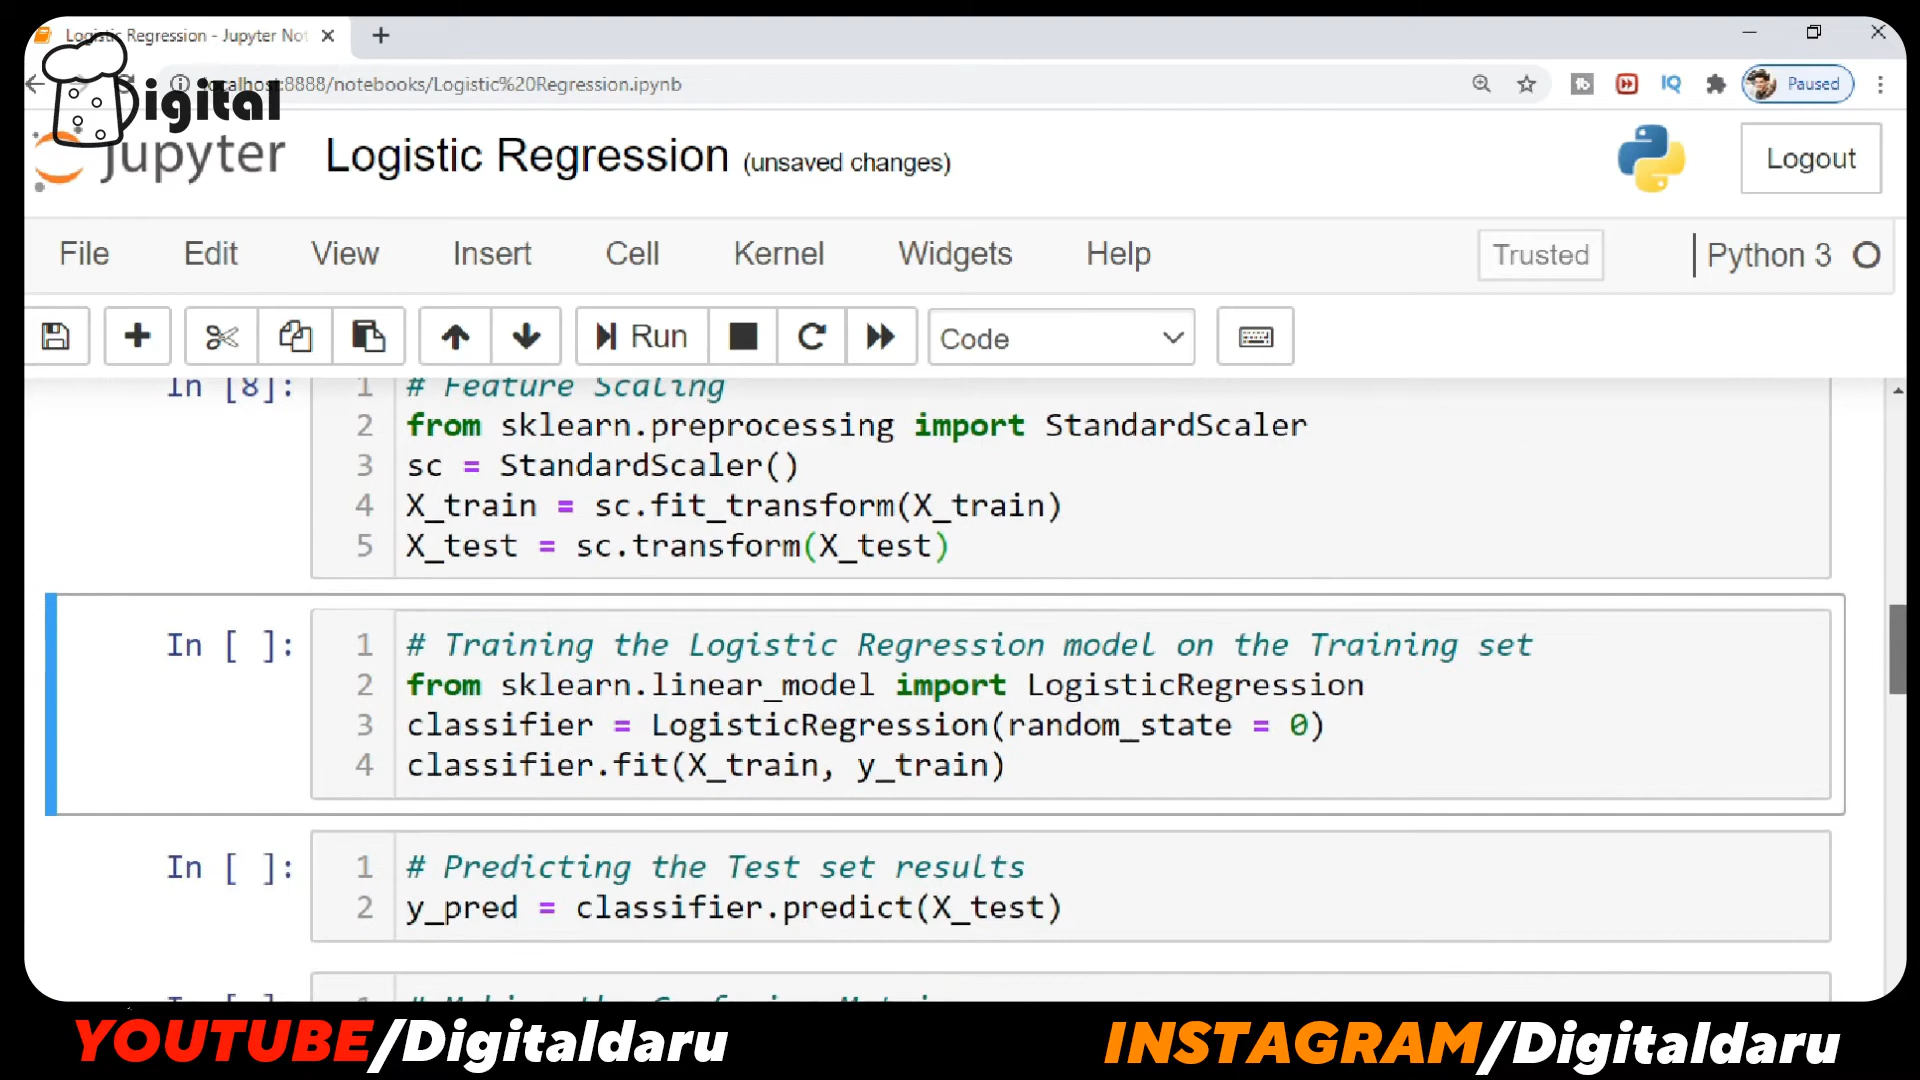 Logistic Regression - Jupyter Not
localhost:8888/notebooks/Logistic%20Regression.ipynb
Paused
Digital
jupyter Logistic Regression (unsaved changes)
Logout
File Edit View Insert Cell Kernel Widgets Help
Trusted
Python 3
Run
Code
In [8]:
1 # Feature Scaling
2 from sklearn.preprocessing import StandardScaler
3 sc = StandardScaler()
4 X_train = sc.fit_transform(X_train)
5 X_test = sc.transform(X_test)
In [ ]:
1 # Training the Logistic Regression model on the Training set
2 from sklearn.linear_model import LogisticRegression
3 classifier = LogisticRegression(random_state = 0)
4 classifier.fit(X_train, y_train)
In [ ]:
1 # Predicting the Test set results
2 y_pred = classifier.predict(X_test)
YOUTUBE/Digitaldaru
INSTAGRAM/Digitaldaru